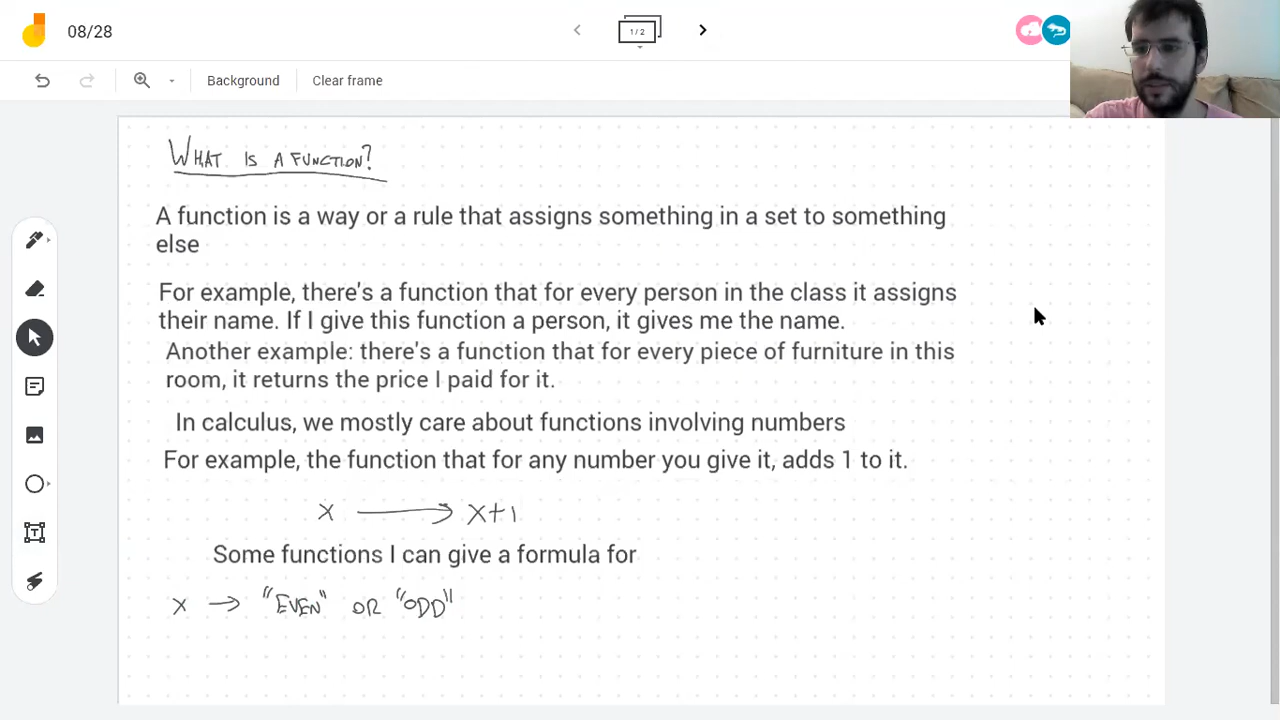 08/28
1/2
Background
Clear frame
WHAT IS A FUNCTION?
A function is a way or a rule that assigns something in a set to something
else
For example, there's a function that for every person in the class it assigns
their name. If I give this function a person, it gives me the name.
Another example: there's a function that for every piece of furniture in this
room, it returns the price I paid for it.
In calculus, we mostly care about functions involving numbers
For example, the function that for any number you give it, adds 1 to it.
x → x+1
Some functions I can give a formula for
x → "EVEN" OR "ODD"